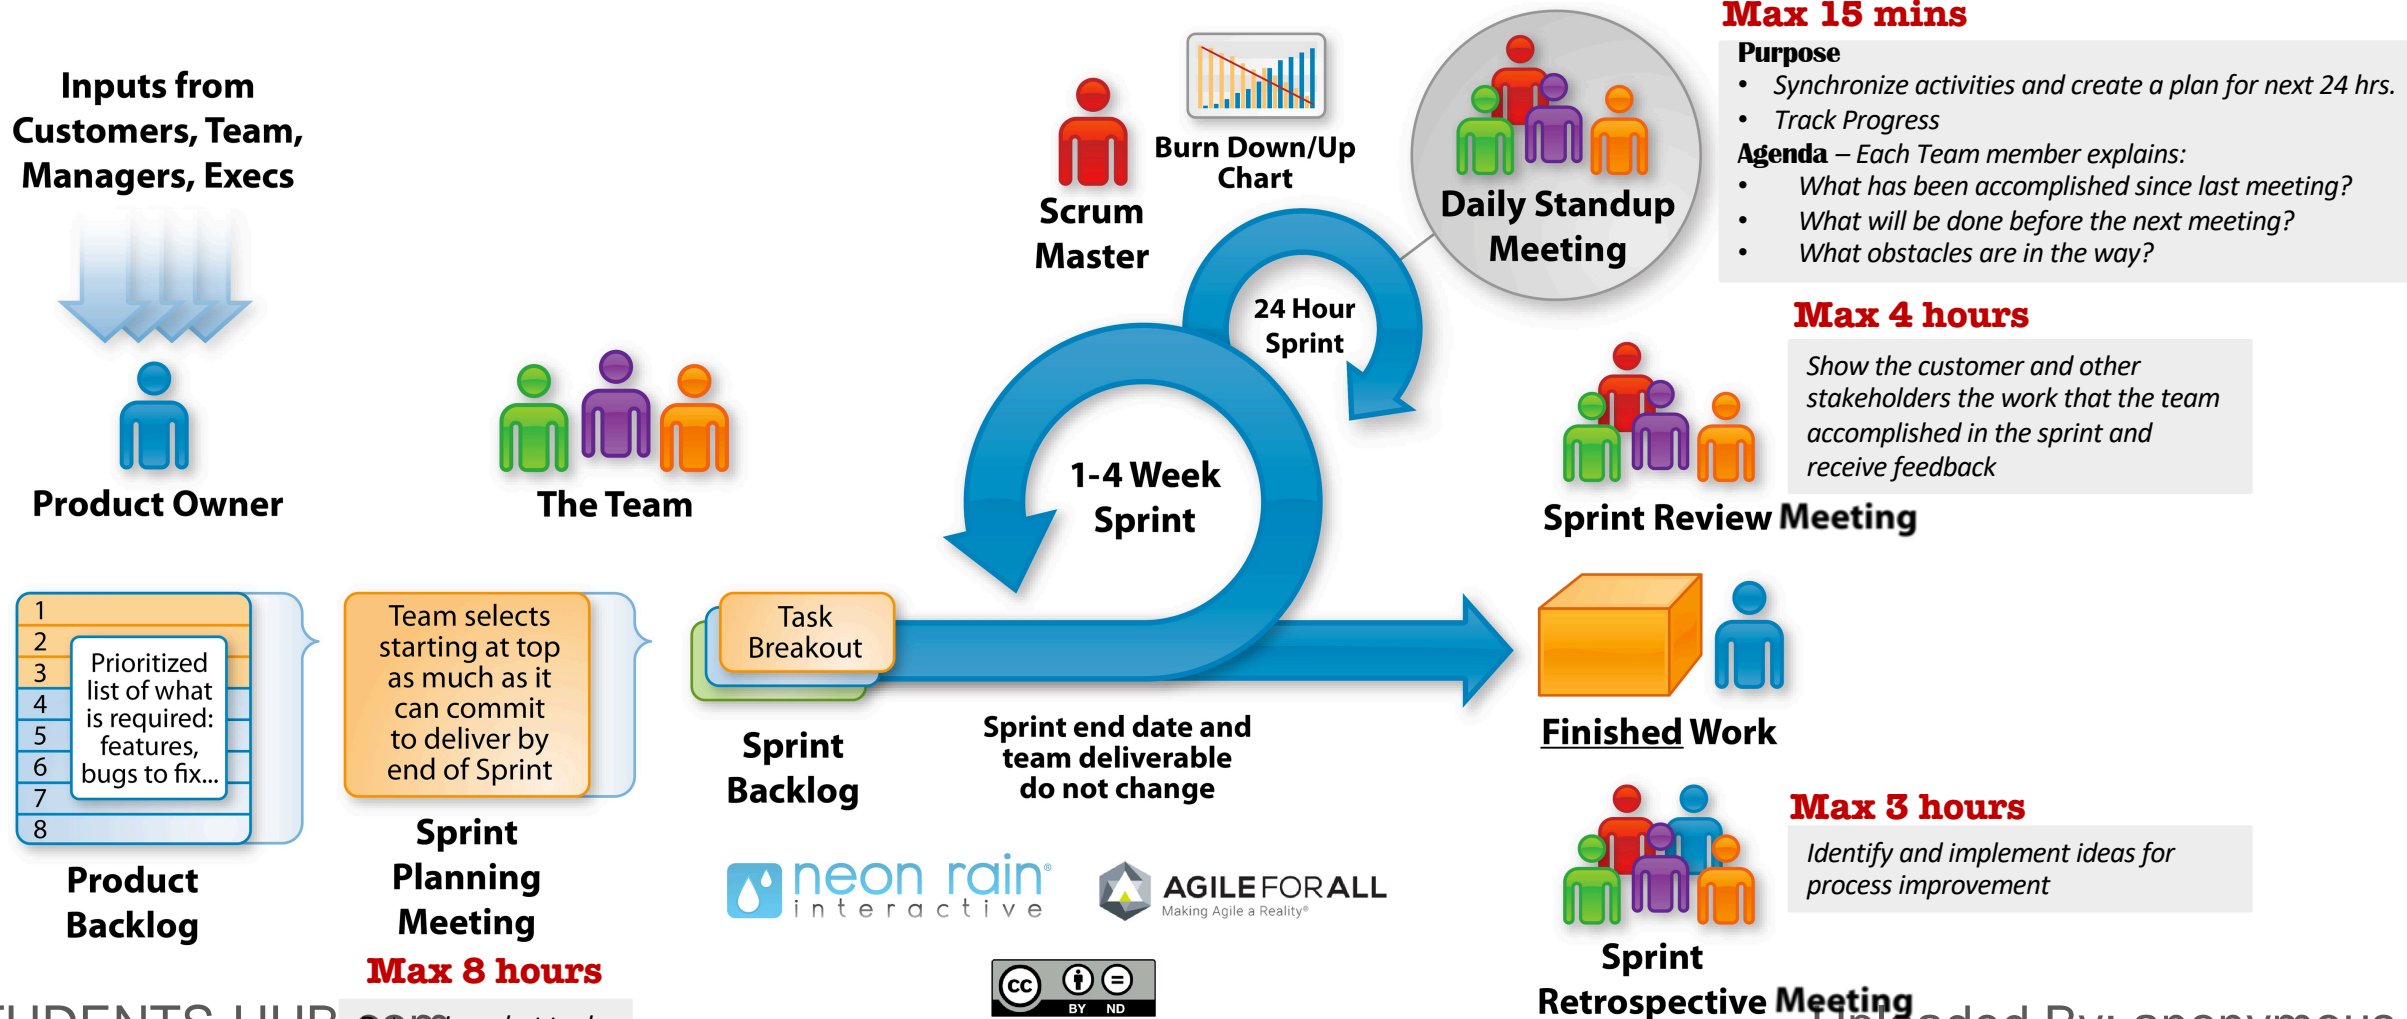 Inputs from
Customers, Team,
Managers, Execs
Product Owner
The Team
Scrum
Master
Burn Down/Up
Chart
Daily Standup
Meeting
24 Hour
Sprint
1-4 Week
Sprint
Max 15 mins
Purpose
• Synchronize activities and create a plan for next 24 hrs.
• Track Progress
Agenda – Each Team member explains:
• What has been accomplished since last meeting?
• What will be done before the next meeting?
• What obstacles are in the way?
Max 4 hours
Show the customer and other
stakeholders the work that the team
accomplished in the sprint and
receive feedback
Sprint Review Meeting
1
2
3
4
5
6
7
8
Prioritized
list of what
is required:
features,
bugs to fix...
Product
Backlog
Team selects
starting at top
as much as it
can commit
to deliver by
end of Sprint
Sprint
Planning
Meeting
Max 8 hours
Task
Breakout
Sprint
Backlog
Sprint end date and
team deliverable
do not change
Finished Work
Max 3 hours
Identify and implement ideas for
process improvement
Sprint
Retrospective Meeting
neon rain®
interactive
AGILEFORALL
Making Agile a Reality®
cc
BY ND
Uploaded By: anonymous